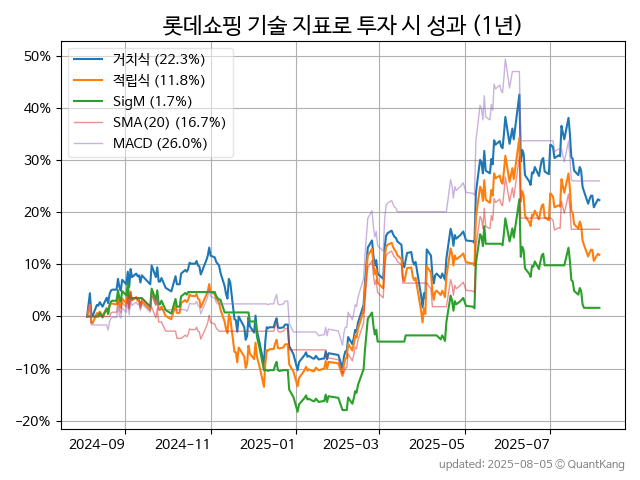 롯데쇼핑 기술 지표로 투자 시 성과 (1년)
거치식 (22.3%)
적립식 (11.8%)
SigM (1.7%)
SMA(20) (16.7%)
MACD (26.0%)
50%
40%
30%
20%
10%
0%
−10%
−20%
2024-09 2024-11 2025-01 2025-03 2025-05 2025-07
updated: 2025-08-05 © QuantKang